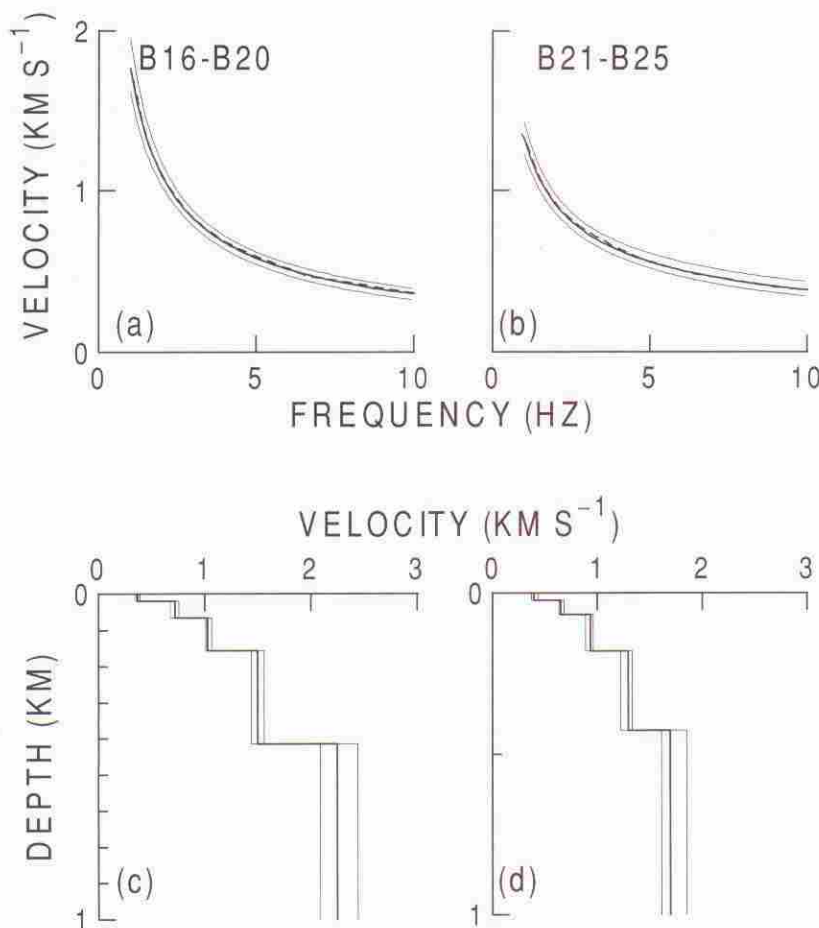 2
B16-B20
B21-B25
VELOCITY (KM S⁻¹)
1
(a)
(b)
0
0
5
10
0
5
10
FREQUENCY (HZ)
VELOCITY (KM S⁻¹)
0
1
2
3
0
1
2
3
0
0
DEPTH (KM)
(c)
(d)
1
1